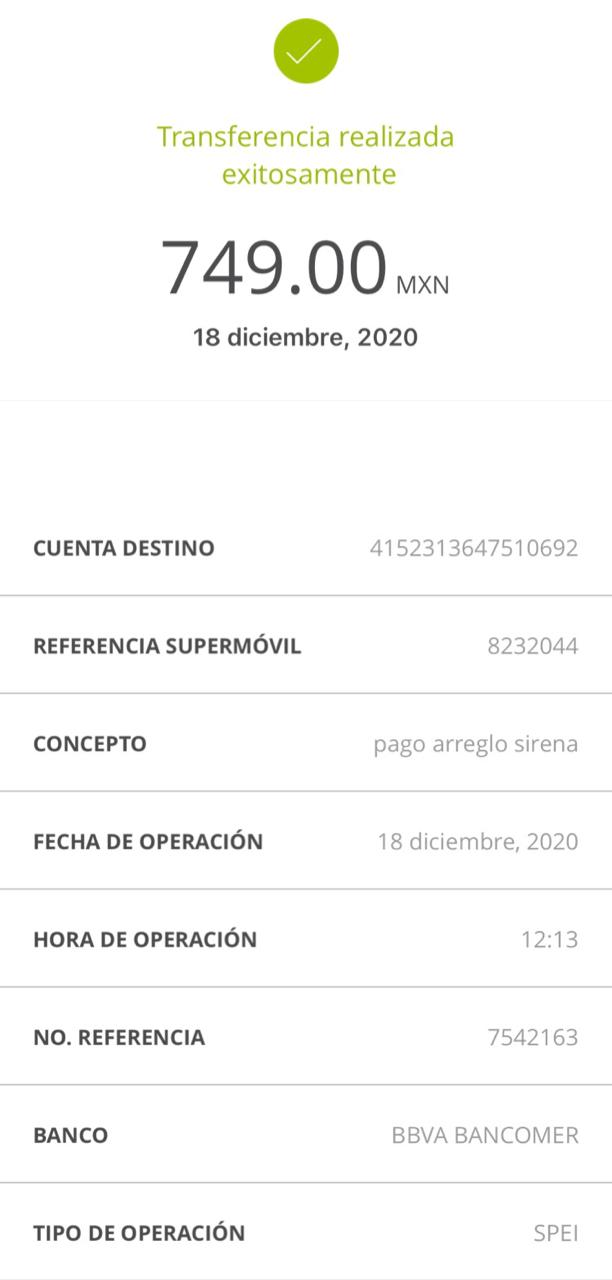 Transferencia realizada
exitosamente
749.00 MXN
18 diciembre, 2020
CUENTA DESTINO 4152313647510692
REFERENCIA SUPERMÓVIL 8232044
CONCEPTO pago arreglo sirena
FECHA DE OPERACIÓN 18 diciembre, 2020
HORA DE OPERACIÓN 12:13
NO. REFERENCIA 7542163
BANCO BBVA BANCOMER
TIPO DE OPERACIÓN SPEI